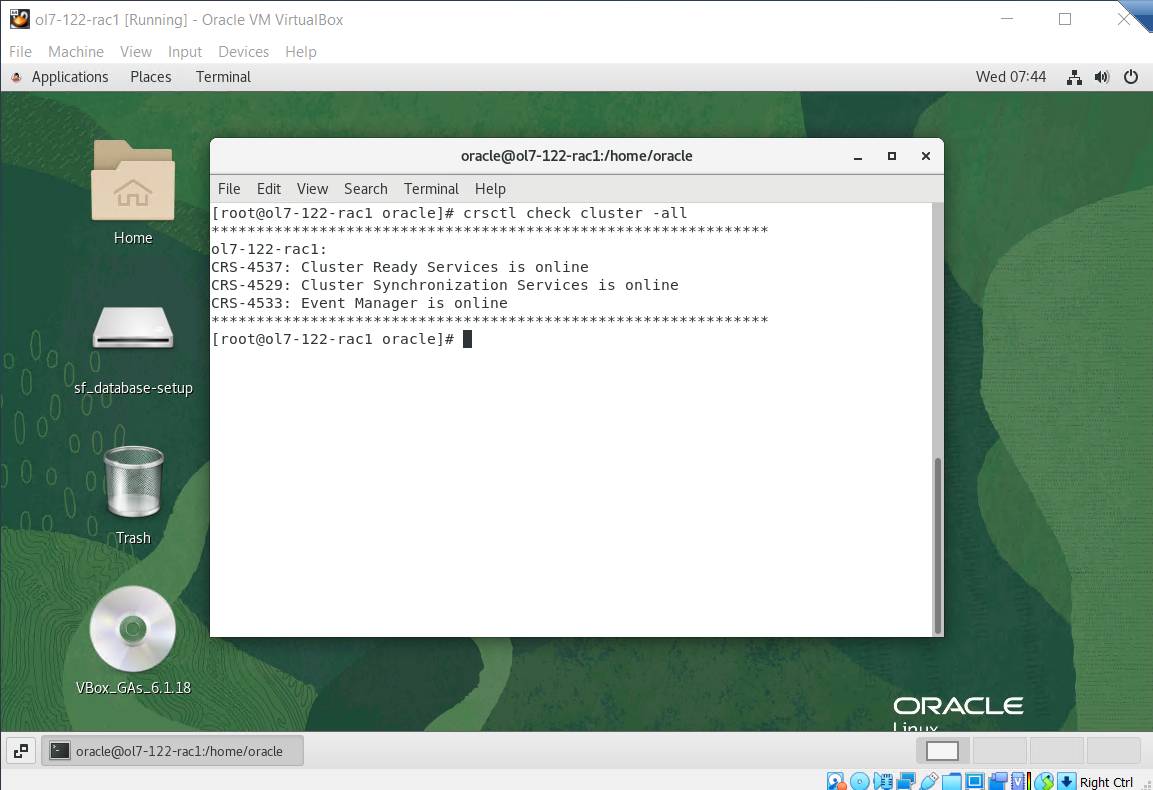 ol7-122-rac1 [Running] - Oracle VM VirtualBox
File Machine View Input Devices Help
Applications Places Terminal Wed 07:44
oracle@ol7-122-rac1:/home/oracle
File Edit View Search Terminal Help
[root@ol7-122-rac1 oracle]# crsctl check cluster -all
**************************************************************
ol7-122-rac1:
CRS-4537: Cluster Ready Services is online
CRS-4529: Cluster Synchronization Services is online
CRS-4533: Event Manager is online
**************************************************************
[root@ol7-122-rac1 oracle]#
Home
sf_database-setup
Trash
VBox_GAs_6.1.18
ORACLE
Linux
oracle@ol7-122-rac1:/home/oracle
Right Ctrl